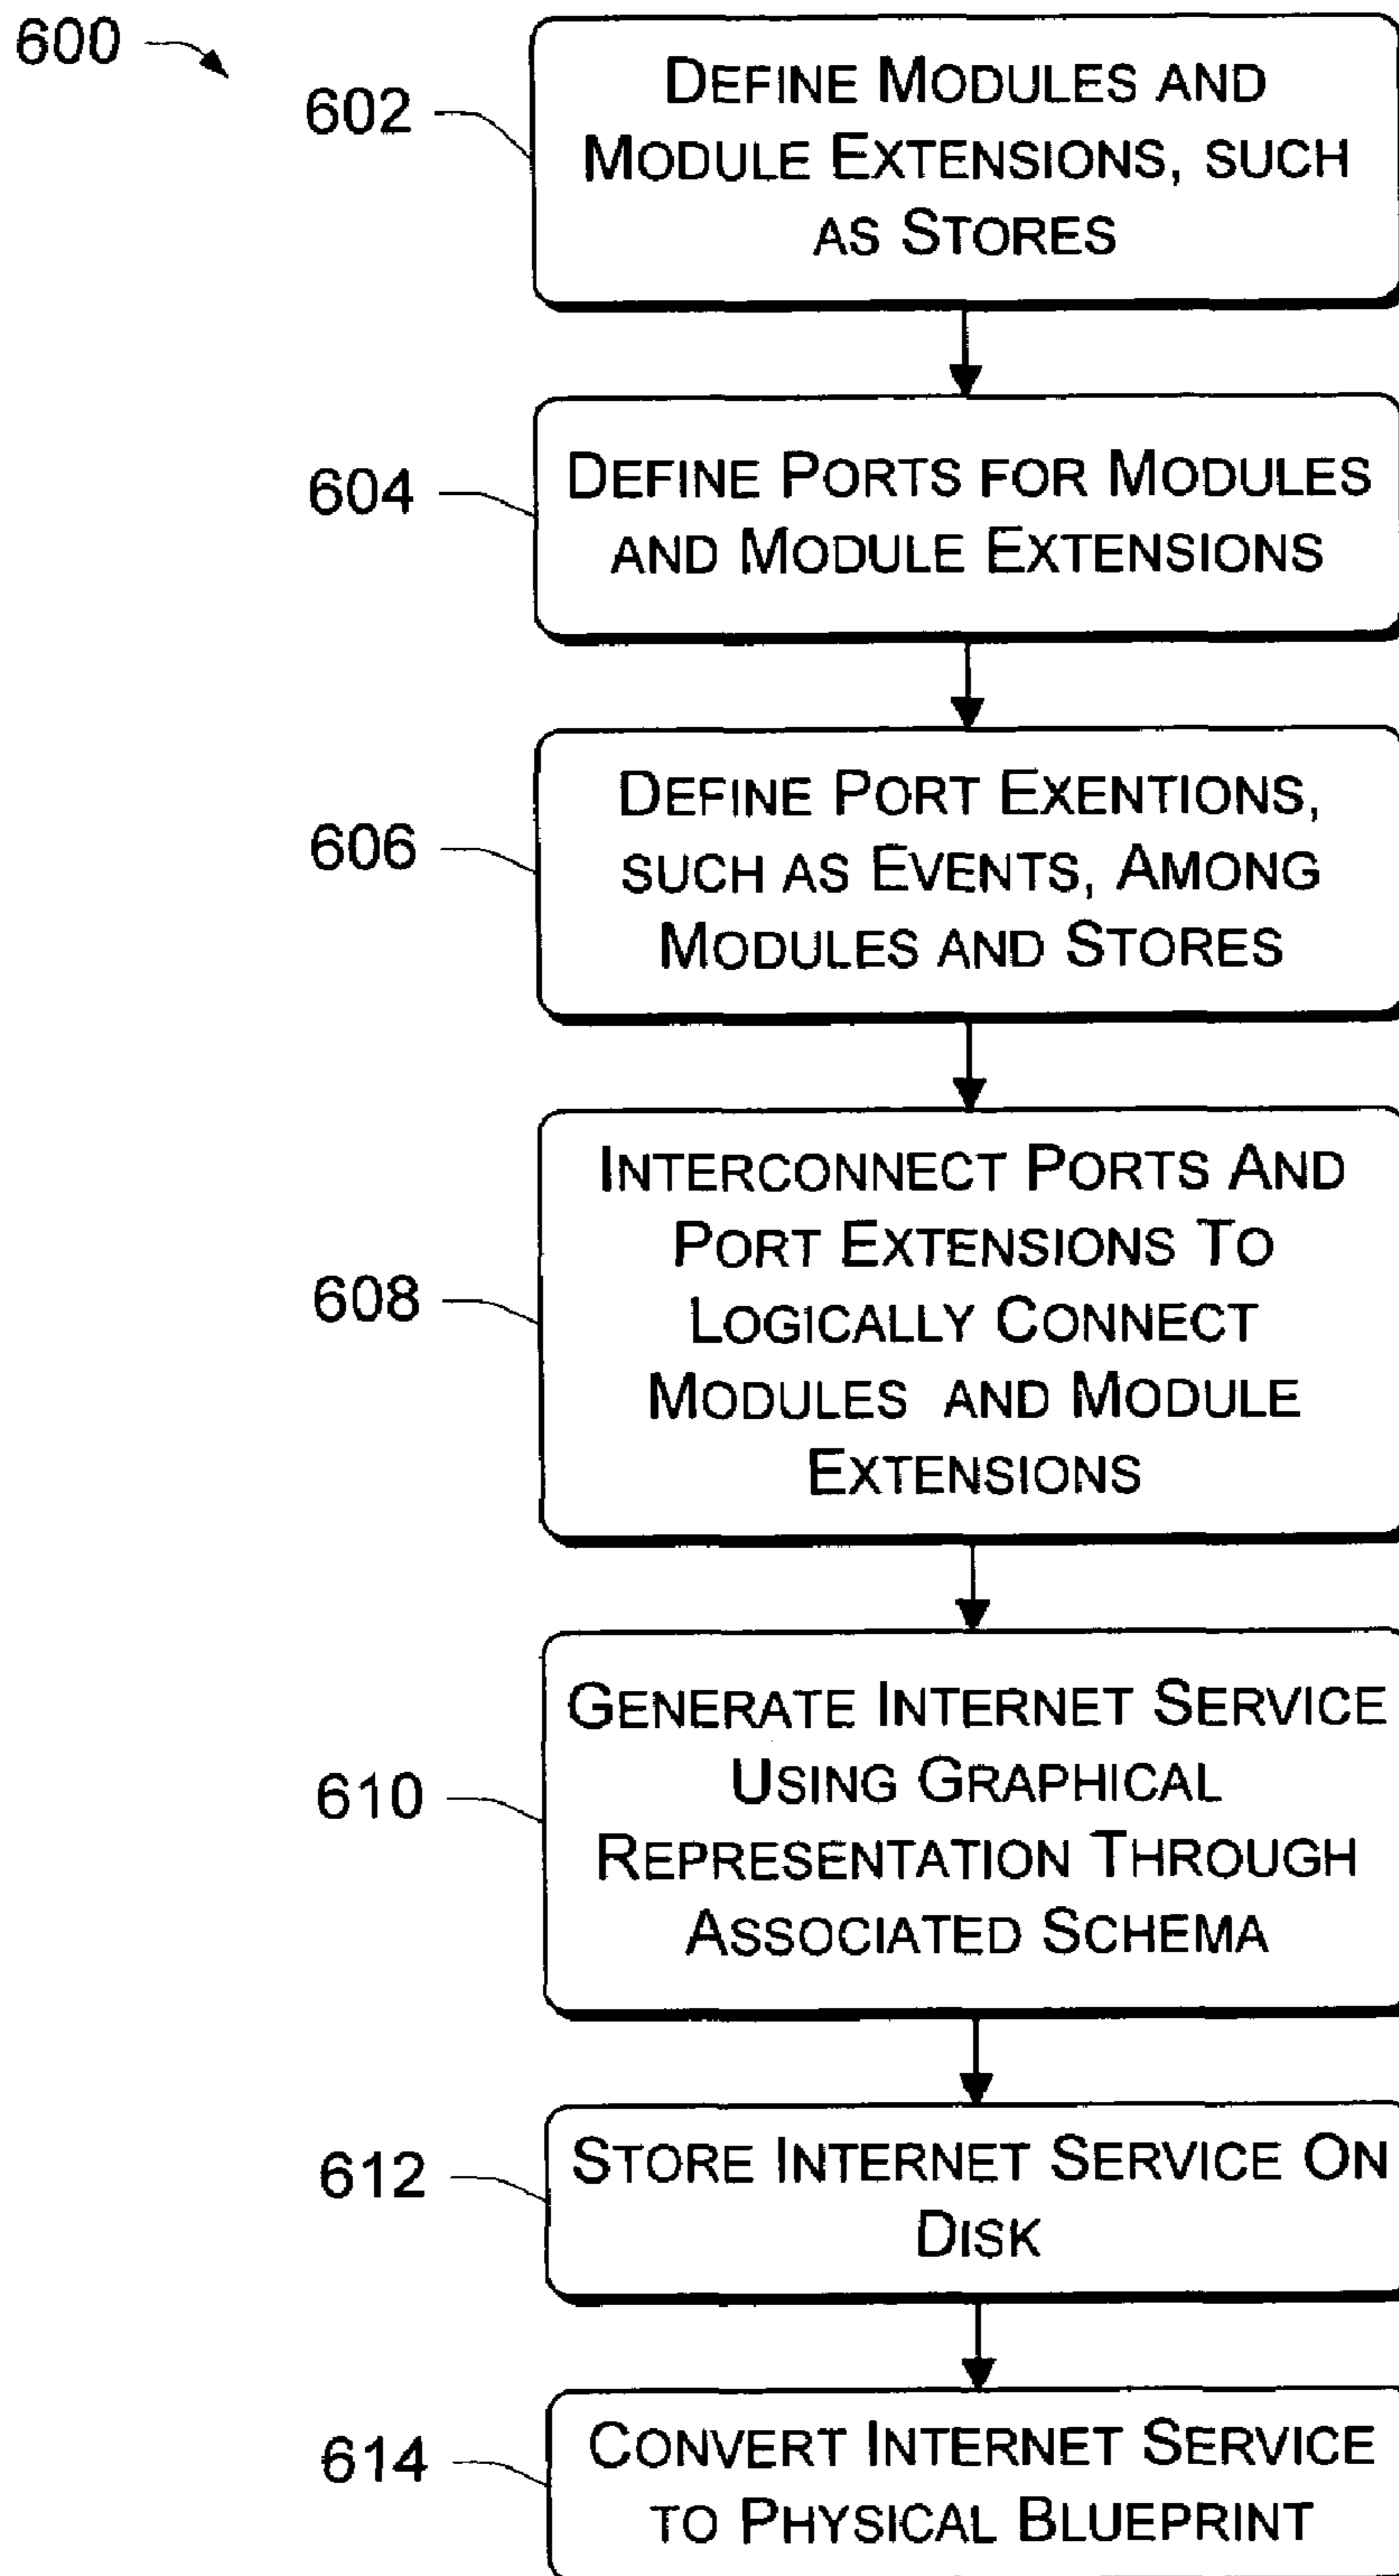 600
602
DEFINE MODULES AND
MODULE EXTENSIONS, SUCH
AS STORES
604
DEFINE PORTS FOR MODULES
AND MODULE EXTENSIONS
606
DEFINE PORT EXENTIONS,
SUCH AS EVENTS, AMONG
MODULES AND STORES
608
INTERCONNECT PORTS AND
PORT EXTENSIONS TO
LOGICALLY CONNECT
MODULES AND MODULE
EXTENSIONS
610
GENERATE INTERNET SERVICE
USING GRAPHICAL
REPRESENTATION THROUGH
ASSOCIATED SCHEMA
612
STORE INTERNET SERVICE ON
DISK
614
CONVERT INTERNET SERVICE
TO PHYSICAL BLUEPRINT